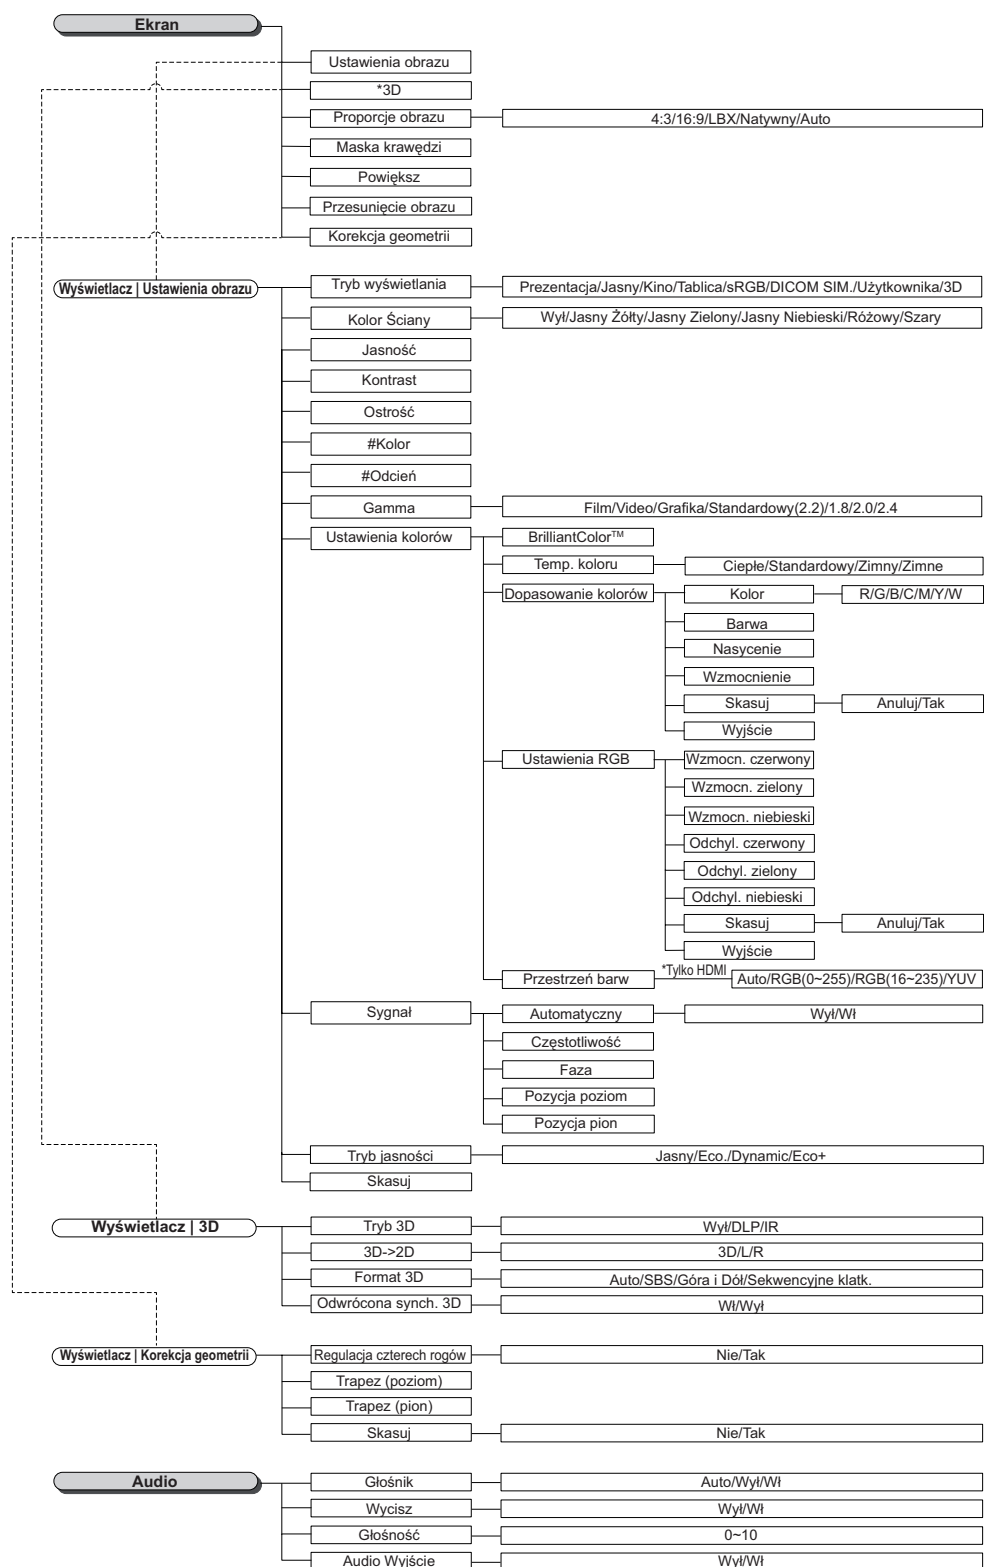 Ekran
Ustawienia obrazu
*3D
Proporcje obrazu 4:3/16:9/LBX/Natywny/Auto
Maska krawędzi
Powiększ
Przesunięcie obrazu
Korekcja geometrii
Wyświetlacz | Ustawienia obrazu Tryb wyświetlania Prezentacja/Jasny/Kino/Tablica/sRGB/DICOM SIM./Użytkownika/3D
Kolor Ściany Wył/Jasny Żółty/Jasny Zielony/Jasny Niebieski/Różowy/Szary
Jasność
Kontrast
Ostrość
#Kolor
#Odcień
Gamma Film/Video/Grafika/Standardowy(2.2)/1.8/2.0/2.4
Ustawienia kolorów BrilliantColor™
Temp. koloru Ciepłe/Standardowy/Zimny/Zimne
Dopasowanie kolorów Kolor R/G/B/C/M/Y/W
Barwa
Nasycenie
Wzmocnienie
Skasuj Anuluj/Tak
Wyjście
Ustawienia RGB Wzmocn. czerwony
Wzmocn. zielony
Wzmocn. niebieski
Odchyl. czerwony
Odchyl. zielony
Odchyl. niebieski
Skasuj Anuluj/Tak
Wyjście
Przestrzeń barw *Tylko HDMI Auto/RGB(0~255)/RGB(16~235)/YUV
Sygnał Automatyczny Wył/Wł
Częstotliwość
Faza
Pozycja poziom
Pozycja pion
Tryb jasności Jasny/Eco./Dynamic/Eco+
Skasuj
Wyświetlacz | 3D Tryb 3D Wył/DLP/IR
3D->2D 3D/L/R
Format 3D Auto/SBS/Góra i Dół/Sekwencyjne klatk.
Odwrócona synch. 3D Wł/Wył
Wyświetlacz | Korekcja geometrii Regulacja czterech rogów Nie/Tak
Trapez (poziom)
Trapez (pion)
Skasuj Nie/Tak
Audio Głośnik Auto/Wył/Wł
Wycisz Wył/Wł
Głośność 0~10
Audio Wyjście Wył/Wł